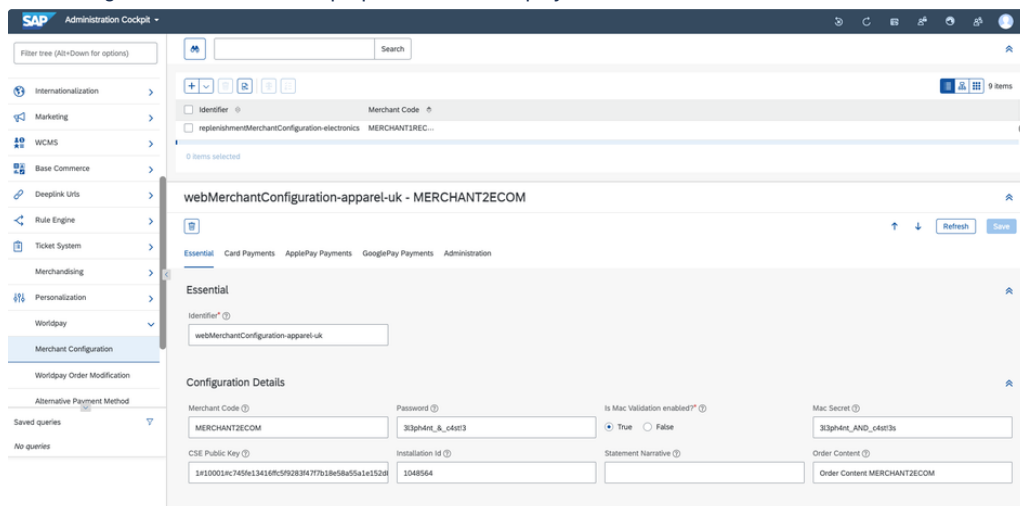 SAP Administration Cockpit
Filter tree (Alt+Down for options)
Search
Internationalization
Marketing
WCMS
Base Commerce
Deeplink Urls
Rule Engine
Ticket System
Merchandising
Personalization
Worldpay
Merchant Configuration
Worldpay Order Modification
Alternative Payment Method
Saved queries
No queries
9 items
Identifier Merchant Code
replenishmentMerchantConfiguration-electronics MERCHANT1REC...
0 items selected
webMerchantConfiguration-apparel-uk - MERCHANT2ECOM
Refresh Save
Essential Card Payments ApplePay Payments GooglePay Payments Administration
Essential
Identifier*
webMerchantConfiguration-apparel-uk
Configuration Details
Merchant Code Password Is Mac Validation enabled?* Mac Secret
MERCHANT2ECOM 3l3ph4nt_&_c4st!3 True False 3l3ph4nt_AND_c4st!3s
CSE Public Key Installation Id Statement Narrative Order Content
1#10001#c745fe13416ffc5f9283f47f7b18e58a55a1e152d 1048564 Order Content MERCHANT2ECOM